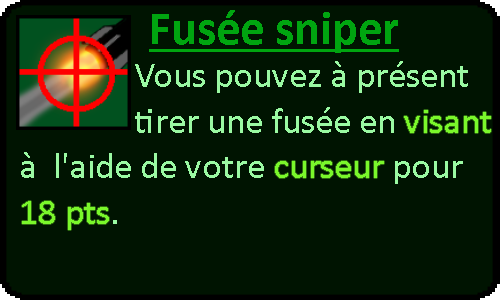 Fusée sniper
Vous pouvez à présent
tirer une fusée en visant
à l'aide de votre curseur pour
18 pts.